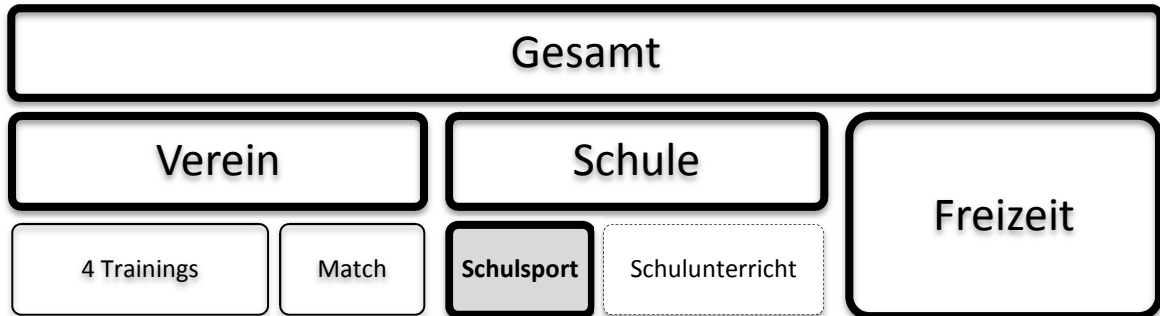 Gesamt
Verein
Schule
Freizeit
4 Trainings
Match
Schulsport
Schulunterricht